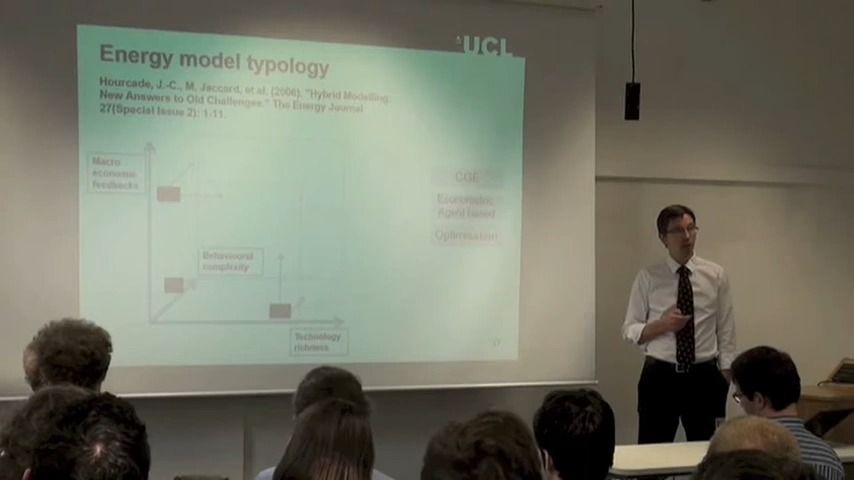 UCL
Energy model typology
Hourcade, J.-C., M. Jaccard, et al. (2006). "Hybrid Modelling:
New Answers to Old Challenges." The Energy Journal
27(Special Issue 2): 1-11.
Macro
economic
feedbacks
CGE
Econometric
Agent based
Optimisation
Behavioural
complexity
Technology
richness